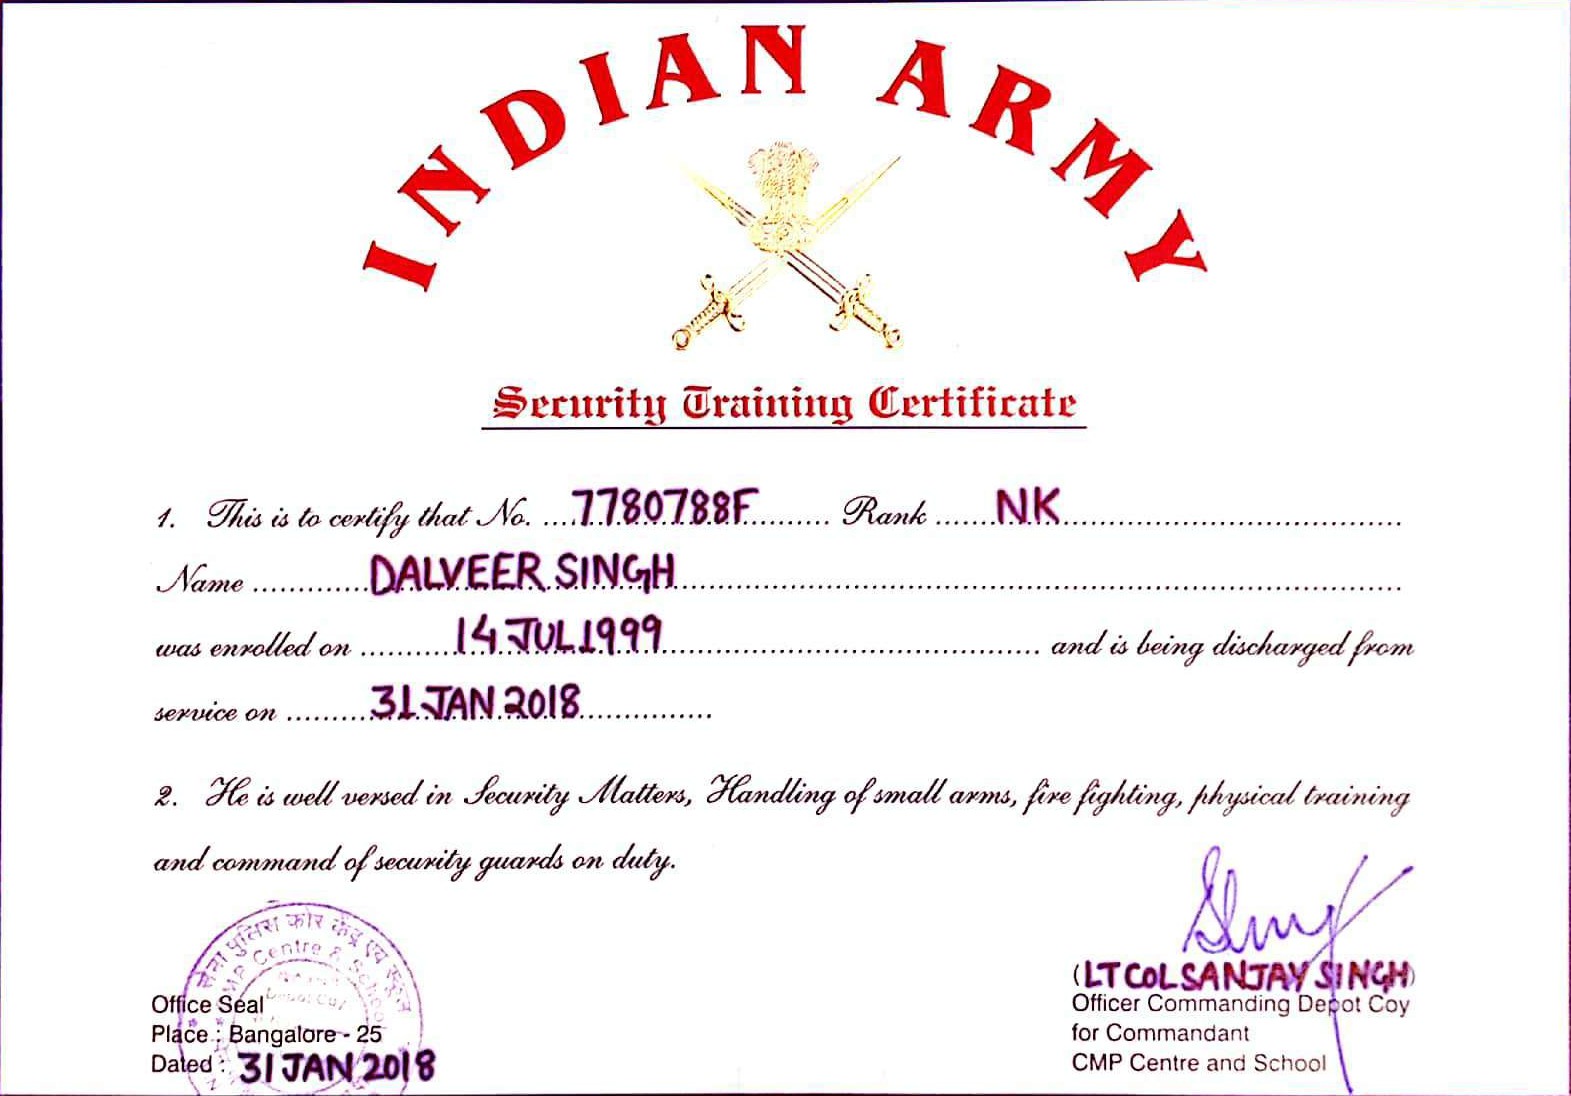 INDIAN ARMY
Security Training Certificate
1. This is to certify that No. ....7780788F.......... Rank .......NK..........
Name .............DALVEER SINGH..........
was enrolled on ...........14 JUL 1999.......... and is being discharged from
service on ..........31 JAN 2018................
2. He is well versed in Security Matters, Handling of small arms, fire fighting, physical training
and command of security guards on duty.
सेना पुलिस कोर केंद्र एवं स्कूल
CMP Centre & School
Depot Coy
Office Seal
Place : Bangalore - 25
Dated : 31 JAN 2018
(LT COL SANJAY SINGH)
Officer Commanding Depot Coy
for Commandant
CMP Centre and School